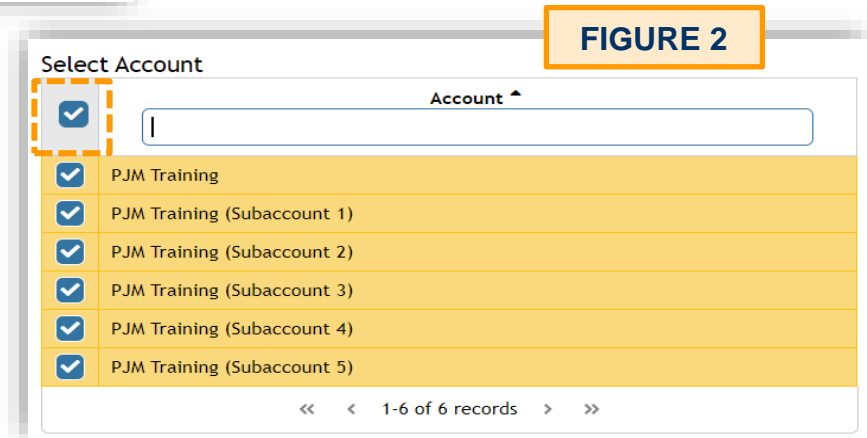 FIGURE 2
Select Account
Account
PJM Training
PJM Training (Subaccount 1)
PJM Training (Subaccount 2)
PJM Training (Subaccount 3)
PJM Training (Subaccount 4)
PJM Training (Subaccount 5)
1-6 of 6 records